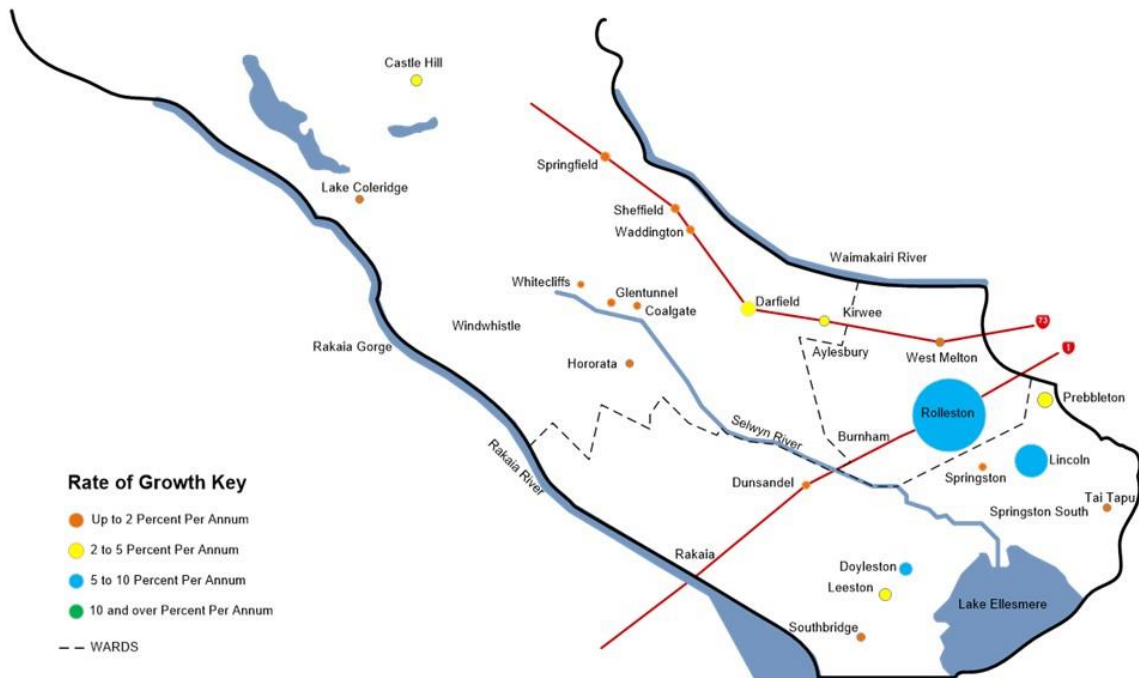 Castle Hill
Springfield
Lake Coleridge
Sheffield
Waddington
Waimakairi River
Whitecliffs
Glentunnel
Coalgate
Darfield
Kirwee
Windwhistle
73
Rakaia Gorge
Aylesbury
West Melton
1
Hororata
Prebbleton
Rolleston
Selwyn River
Burnham
Rakaia River
Lincoln
Springston
Dunsandel
Rate of Growth Key
Tai Tapu
Springston South
Up to 2 Percent Per Annum
2 to 5 Percent Per Annum
Rakaia
Doyleston
5 to 10 Percent Per Annum
Leeston
Lake Ellesmere
10 and over Percent Per Annum
Southbridge
WARDS